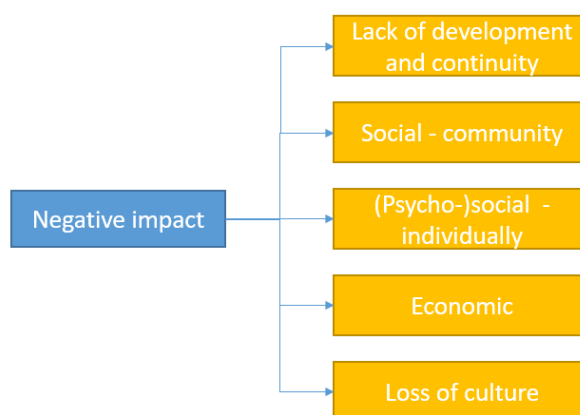 Lack of development
and continuity
Social - community
Negative impact
(Psycho-)social -
individually
Economic
Loss of culture